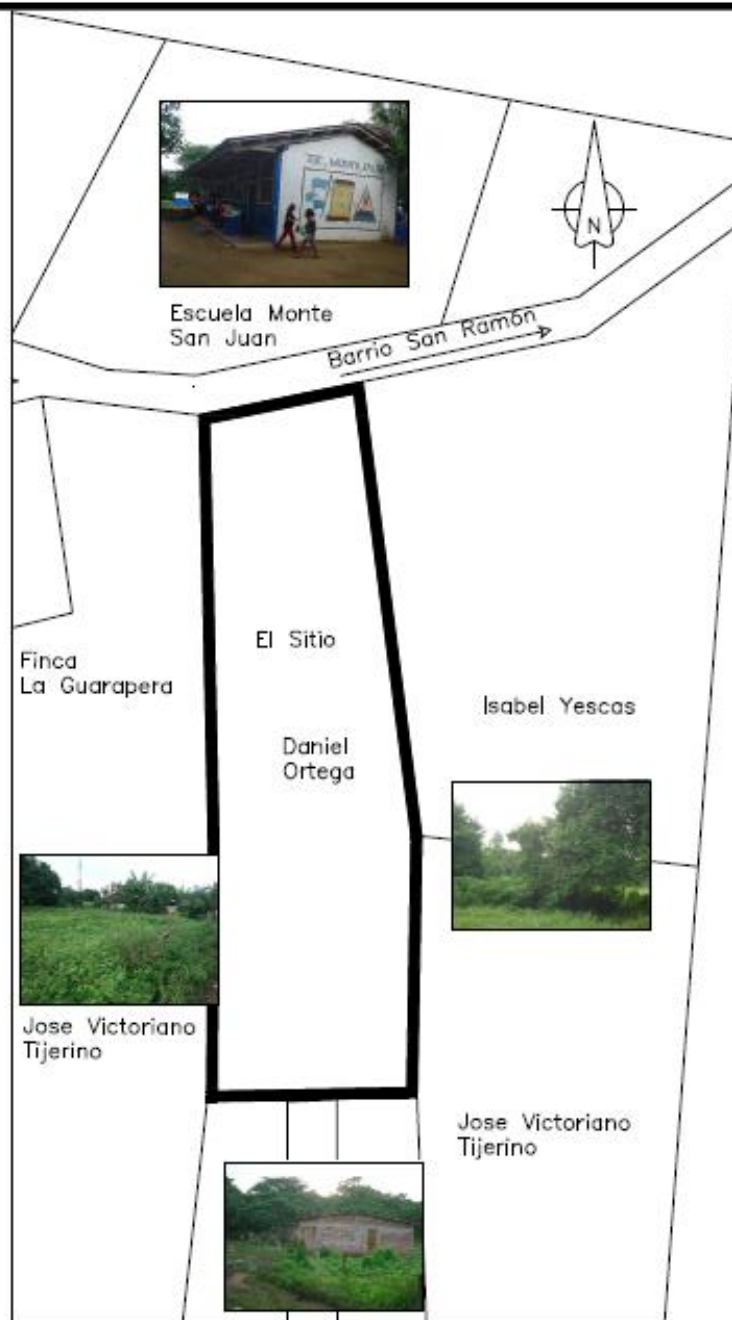 Escuela Monte
San Juan
N
Barrio San Ramón
El Sitio
Finca
La Guarapera
Isabel Yescas
Daniel
Ortega
Jose Victoriano
Tijerino
Jose Victoriano
Tijerino